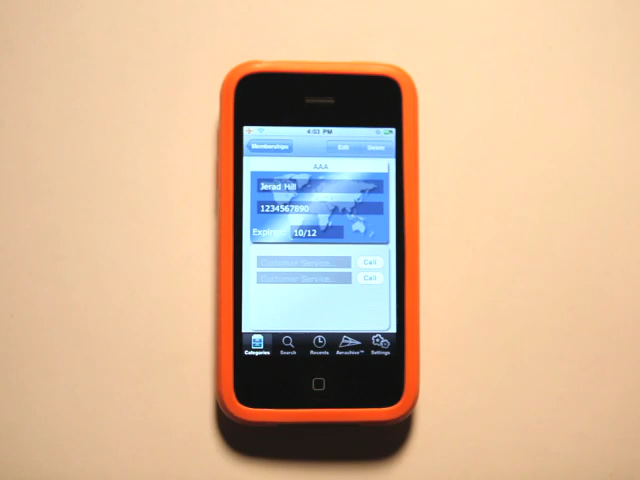 4:03 PM
Memberships Edit Delete
AAA
Jerad Hill
1234567890
Expires: 10/12
Customer Service... Call
Customer Service... Call
Categories Search Recents Settings